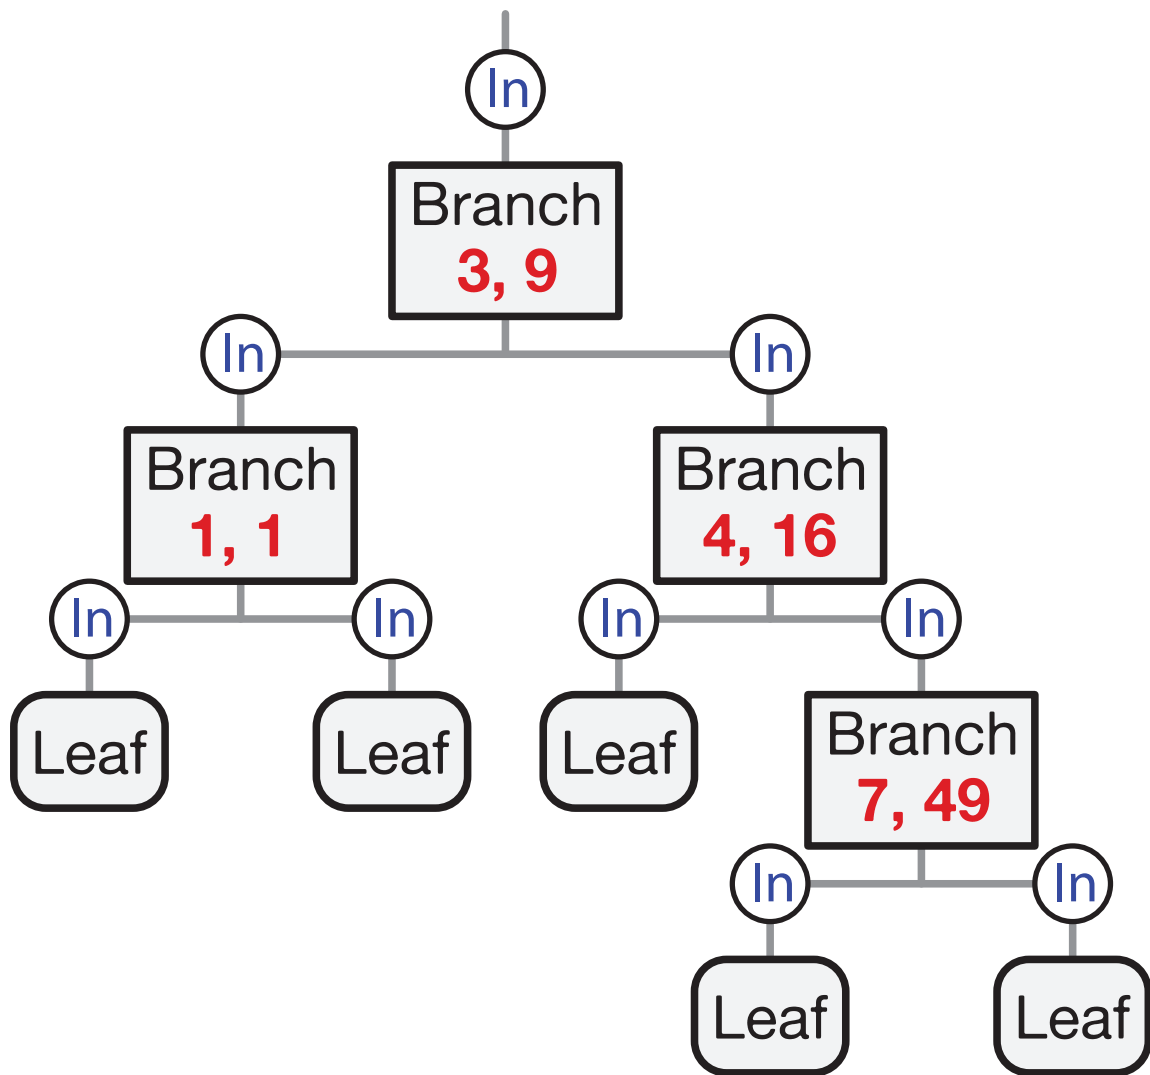 In
Branch
3, 9
In
In
Branch
1, 1
Branch
4, 16
In
In
In
In
Leaf
Leaf
Leaf
Branch
7, 49
In
In
Leaf
Leaf